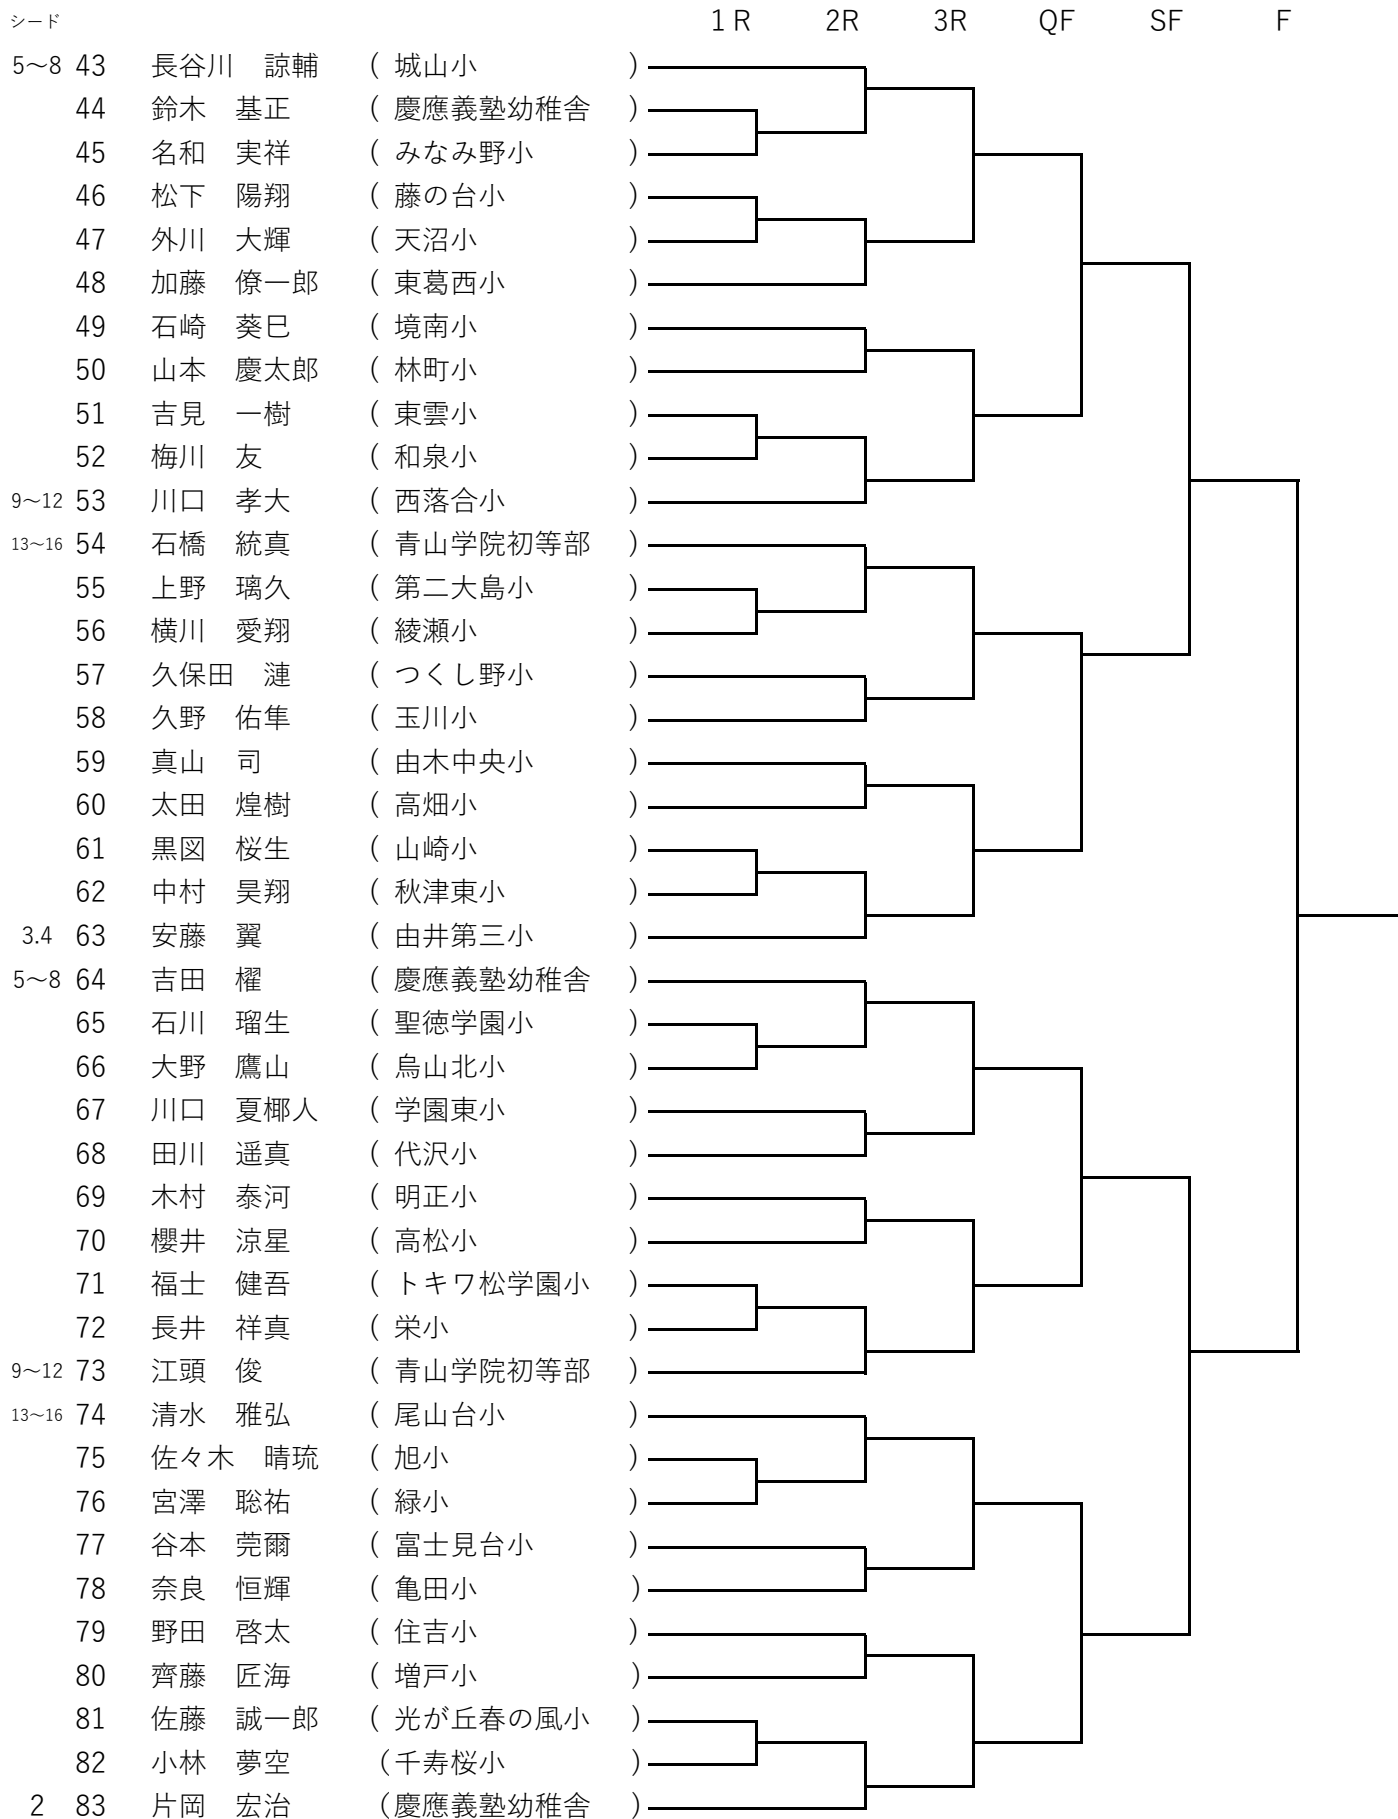 シード 1R 2R 3R QF SF F
5～8 43 長谷川　諒輔 ( 城山小 )
44 鈴木　基正 ( 慶應義塾幼稚舎 )
45 名和　実祥 ( みなみ野小 )
46 松下　陽翔 ( 藤の台小 )
47 外川　大輝 ( 天沼小 )
48 加藤　僚一郎 ( 東葛西小 )
49 石崎　葵巳 ( 境南小 )
50 山本　慶太郎 ( 林町小 )
51 吉見　一樹 ( 東雲小 )
52 梅川　友 ( 和泉小 )
9～12 53 川口　孝大 ( 西落合小 )
13～16 54 石橋　統真 ( 青山学院初等部 )
55 上野　璃久 ( 第二大島小 )
56 横川　愛翔 ( 綾瀬小 )
57 久保田　漣 ( つくし野小 )
58 久野　佑隼 ( 玉川小 )
59 真山　司 ( 由木中央小 )
60 太田　煌樹 ( 高畑小 )
61 黒図　桜生 ( 山崎小 )
62 中村　昊翔 ( 秋津東小 )
3.4 63 安藤　翼 ( 由井第三小 )
5～8 64 吉田　櫂 ( 慶應義塾幼稚舎 )
65 石川　瑠生 ( 聖徳学園小 )
66 大野　鷹山 ( 烏山北小 )
67 川口　夏椰人 ( 学園東小 )
68 田川　遥真 ( 代沢小 )
69 木村　泰河 ( 明正小 )
70 櫻井　涼星 ( 高松小 )
71 福士　健吾 ( トキワ松学園小 )
72 長井　祥真 ( 栄小 )
9～12 73 江頭　俊 ( 青山学院初等部 )
13～16 74 清水　雅弘 ( 尾山台小 )
75 佐々木　晴琉 ( 旭小 )
76 宮澤　聡祐 ( 緑小 )
77 谷本　莞爾 ( 富士見台小 )
78 奈良　恒輝 ( 亀田小 )
79 野田　啓太 ( 住吉小 )
80 齊藤　匠海 ( 増戸小 )
81 佐藤　誠一郎 ( 光が丘春の風小 )
82 小林　夢空 (千寿桜小 )
2 83 片岡　宏治 (慶應義塾幼稚舎 )